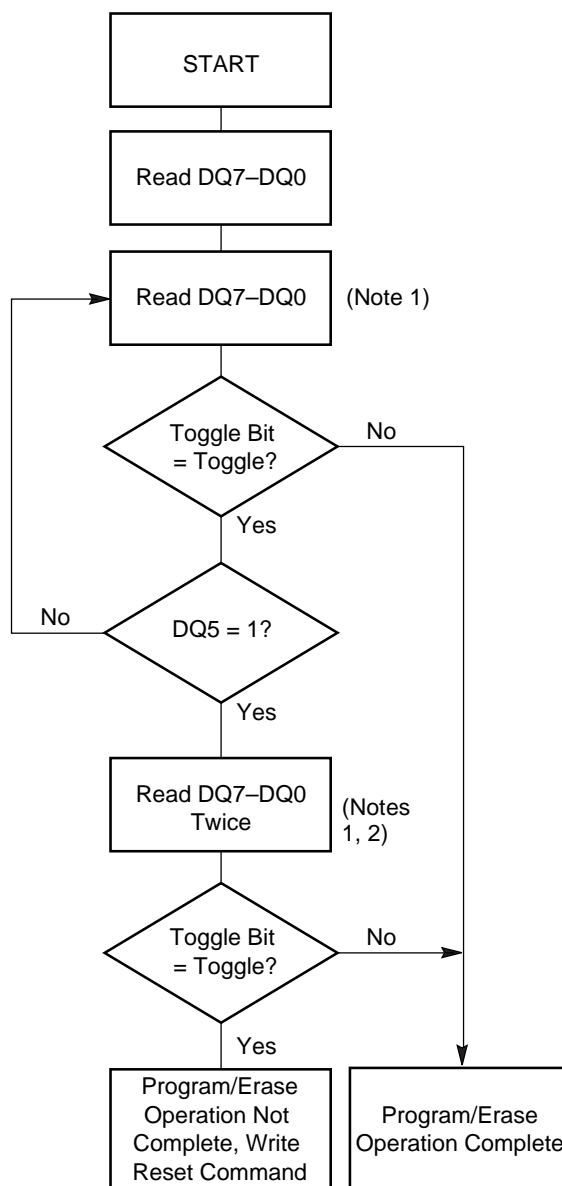 START
Read DQ7–DQ0
Read DQ7–DQ0
(Note 1)
Toggle Bit
= Toggle?
No
Yes
No
DQ5 = 1?
Yes
Read DQ7–DQ0
Twice
(Notes
1, 2)
Toggle Bit
= Toggle?
No
Yes
Program/Erase
Operation Not
Complete, Write
Reset Command
Program/Erase
Operation Complete